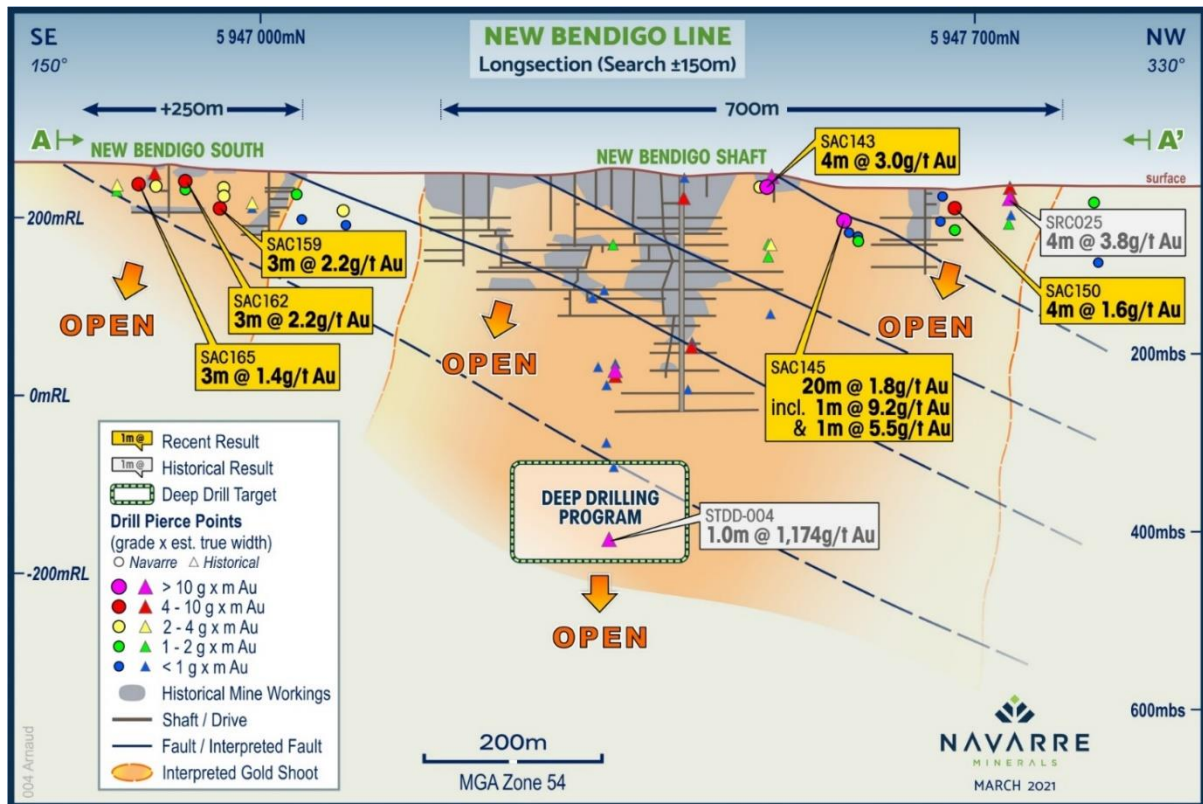 SE
150°
5 947 000mN
NEW BENDIGO LINE
Longsection (Search ±150m)
5 947 700mN
NW
330°
+250m
700m
A
A'
NEW BENDIGO SOUTH
NEW BENDIGO SHAFT
SAC143
4m @ 3.0g/t Au
surface
200mRL
SRC025
4m @ 3.8g/t Au
SAC159
3m @ 2.2g/t Au
SAC162
3m @ 2.2g/t Au
SAC150
4m @ 1.6g/t Au
OPEN
OPEN
OPEN
SAC165
3m @ 1.4g/t Au
200mbs
SAC145
20m @ 1.8g/t Au
incl. 1m @ 9.2g/t Au
& 1m @ 5.5g/t Au
0mRL
1m @ Recent Result
1m @ Historical Result
Deep Drill Target
Drill Pierce Points
(grade x est. true width)
Navarre Historical
> 10 g x m Au
4 - 10 g x m Au
2 - 4 g x m Au
1 - 2 g x m Au
< 1 g x m Au
Historical Mine Workings
Shaft / Drive
Fault / Interpreted Fault
Interpreted Gold Shoot
DEEP DRILLING
PROGRAM
STDD-004
1.0m @ 1,174g/t Au
400mbs
-200mRL
OPEN
600mbs
200m
MGA Zone 54
NAVARRE
MINERALS
MARCH 2021
004 Arnaud